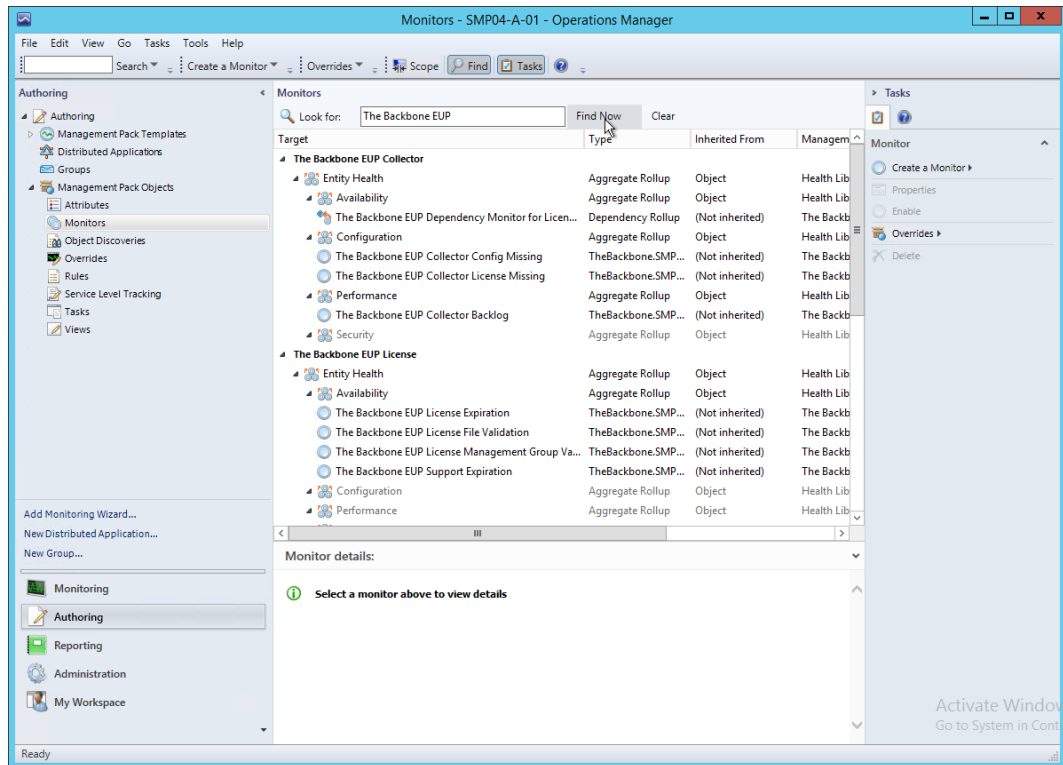 Monitors - SMP04-A-01 - Operations Manager
File Edit View Go Tasks Tools Help
Search Create a Monitor Overrides Scope Find Tasks
Authoring
Authoring
Management Pack Templates
Distributed Applications
Groups
Management Pack Objects
Attributes
Monitors
Object Discoveries
Overrides
Rules
Service Level Tracking
Tasks
Views
Add Monitoring Wizard...
New Distributed Application...
New Group...
Monitoring
Authoring
Reporting
Administration
My Workspace
Monitors
Look for: The Backbone EUP Find Now Clear
Target Type Inherited From Managem
The Backbone EUP Collector
Entity Health Aggregate Rollup Object Health Lib
Availability Aggregate Rollup Object Health Lib
The Backbone EUP Dependency Monitor for Licen... Dependency Rollup (Not inherited) The Backb
Configuration Aggregate Rollup Object Health Lib
The Backbone EUP Collector Config Missing TheBackbone.SMP... (Not inherited) The Backb
The Backbone EUP Collector License Missing TheBackbone.SMP... (Not inherited) The Backb
Performance Aggregate Rollup Object Health Lib
The Backbone EUP Collector Backlog TheBackbone.SMP... (Not inherited) The Backb
Security Aggregate Rollup Object Health Lib
The Backbone EUP License
Entity Health Aggregate Rollup Object Health Lib
Availability Aggregate Rollup Object Health Lib
The Backbone EUP License Expiration TheBackbone.SMP... (Not inherited) The Backb
The Backbone EUP License File Validation TheBackbone.SMP... (Not inherited) The Backb
The Backbone EUP License Management Group Va... TheBackbone.SMP... (Not inherited) The Backb
The Backbone EUP Support Expiration TheBackbone.SMP... (Not inherited) The Backb
Configuration Aggregate Rollup Object Health Lib
Performance Aggregate Rollup Object Health Lib
Monitor details:
Select a monitor above to view details
Tasks
Monitor
Create a Monitor
Properties
Enable
Overrides
Delete
Activate Window
Go to System in Cont
Ready